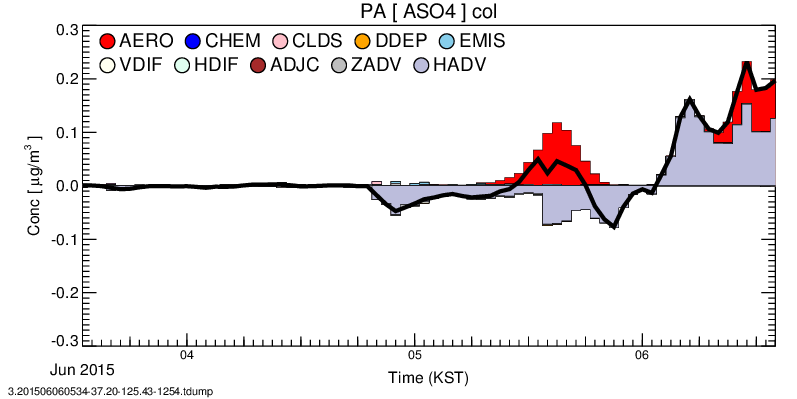 PA [ ASO4 ] col
AERO CHEM CLDS DDEP EMIS
VDIF HDIF ADJC ZADV HADV
Conc [ μg/m³ ]
0.3
0.2
0.1
0.0
-0.1
-0.2
-0.3
04 05 06
Jun 2015
Time (KST)
3.201506060534-37.20-125.43-1254.tdump